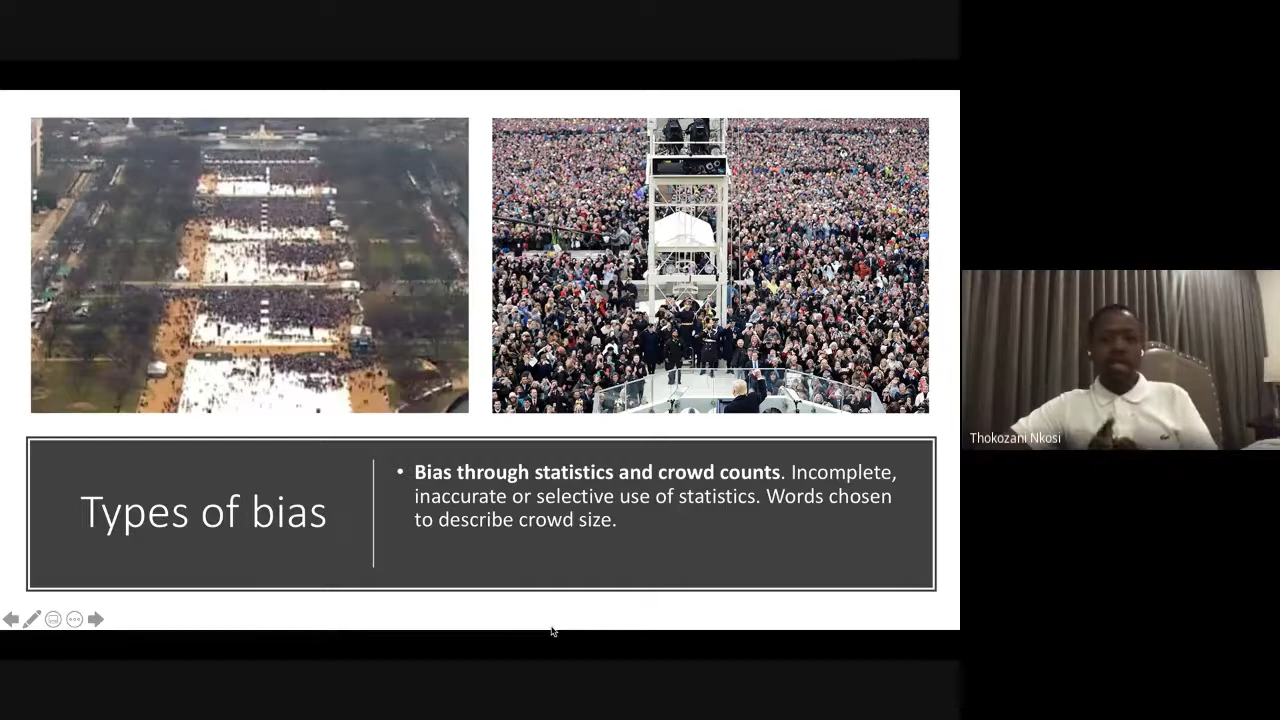 Types of bias
• Bias through statistics and crowd counts. Incomplete,
inaccurate or selective use of statistics. Words chosen
to describe crowd size.
Thokozani Nkosi